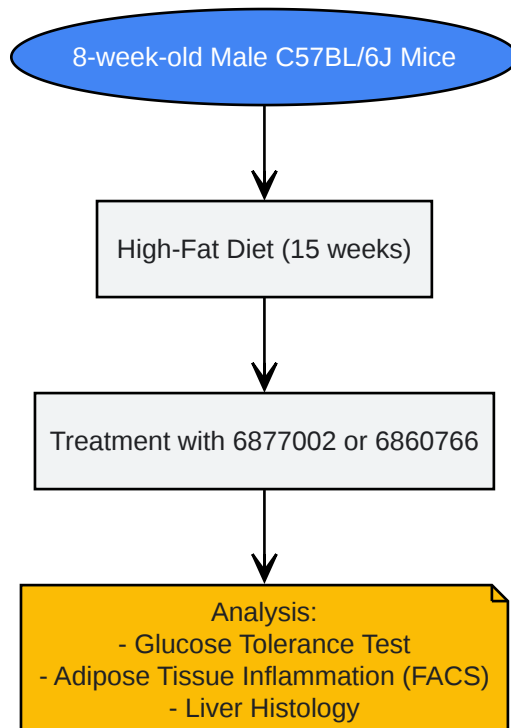 8-week-old Male C57BL/6J Mice
High-Fat Diet (15 weeks)
Treatment with 6877002 or 6860766
Analysis:
- Glucose Tolerance Test
- Adipose Tissue Inflammation (FACS)
- Liver Histology